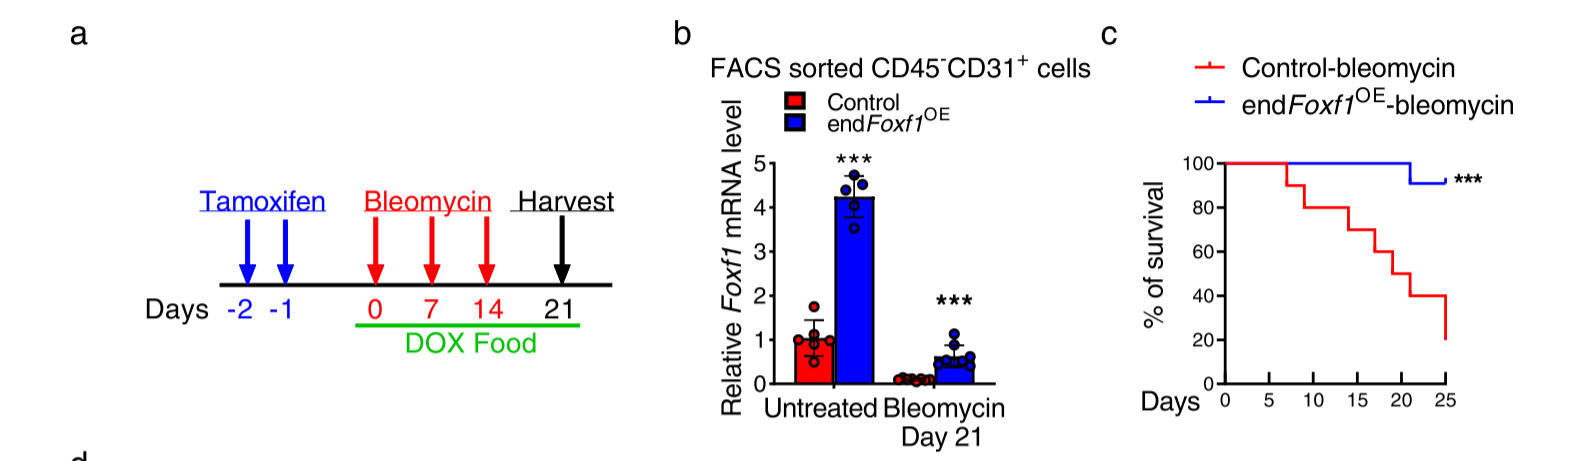 a
Tamoxifen Bleomycin Harvest
Days -2 -1 0 7 14 21
DOX Food
b
FACS sorted CD45-CD31+ cells
Control
endFoxf1OE
Relative Foxf1 mRNA level
5
4
3
2
1
0
***
***
Untreated Bleomycin
Day 21
c
Control-bleomycin
endFoxf1OE-bleomycin
% of survival
100
80
60
40
20
0
***
Days 0 5 10 15 20 25